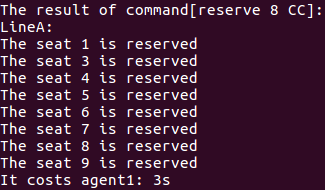 The result of command[reserve 8 CC]:
LineA:
The seat 1 is reserved
The seat 3 is reserved
The seat 4 is reserved
The seat 5 is reserved
The seat 6 is reserved
The seat 7 is reserved
The seat 8 is reserved
The seat 9 is reserved
It costs agent1: 3s